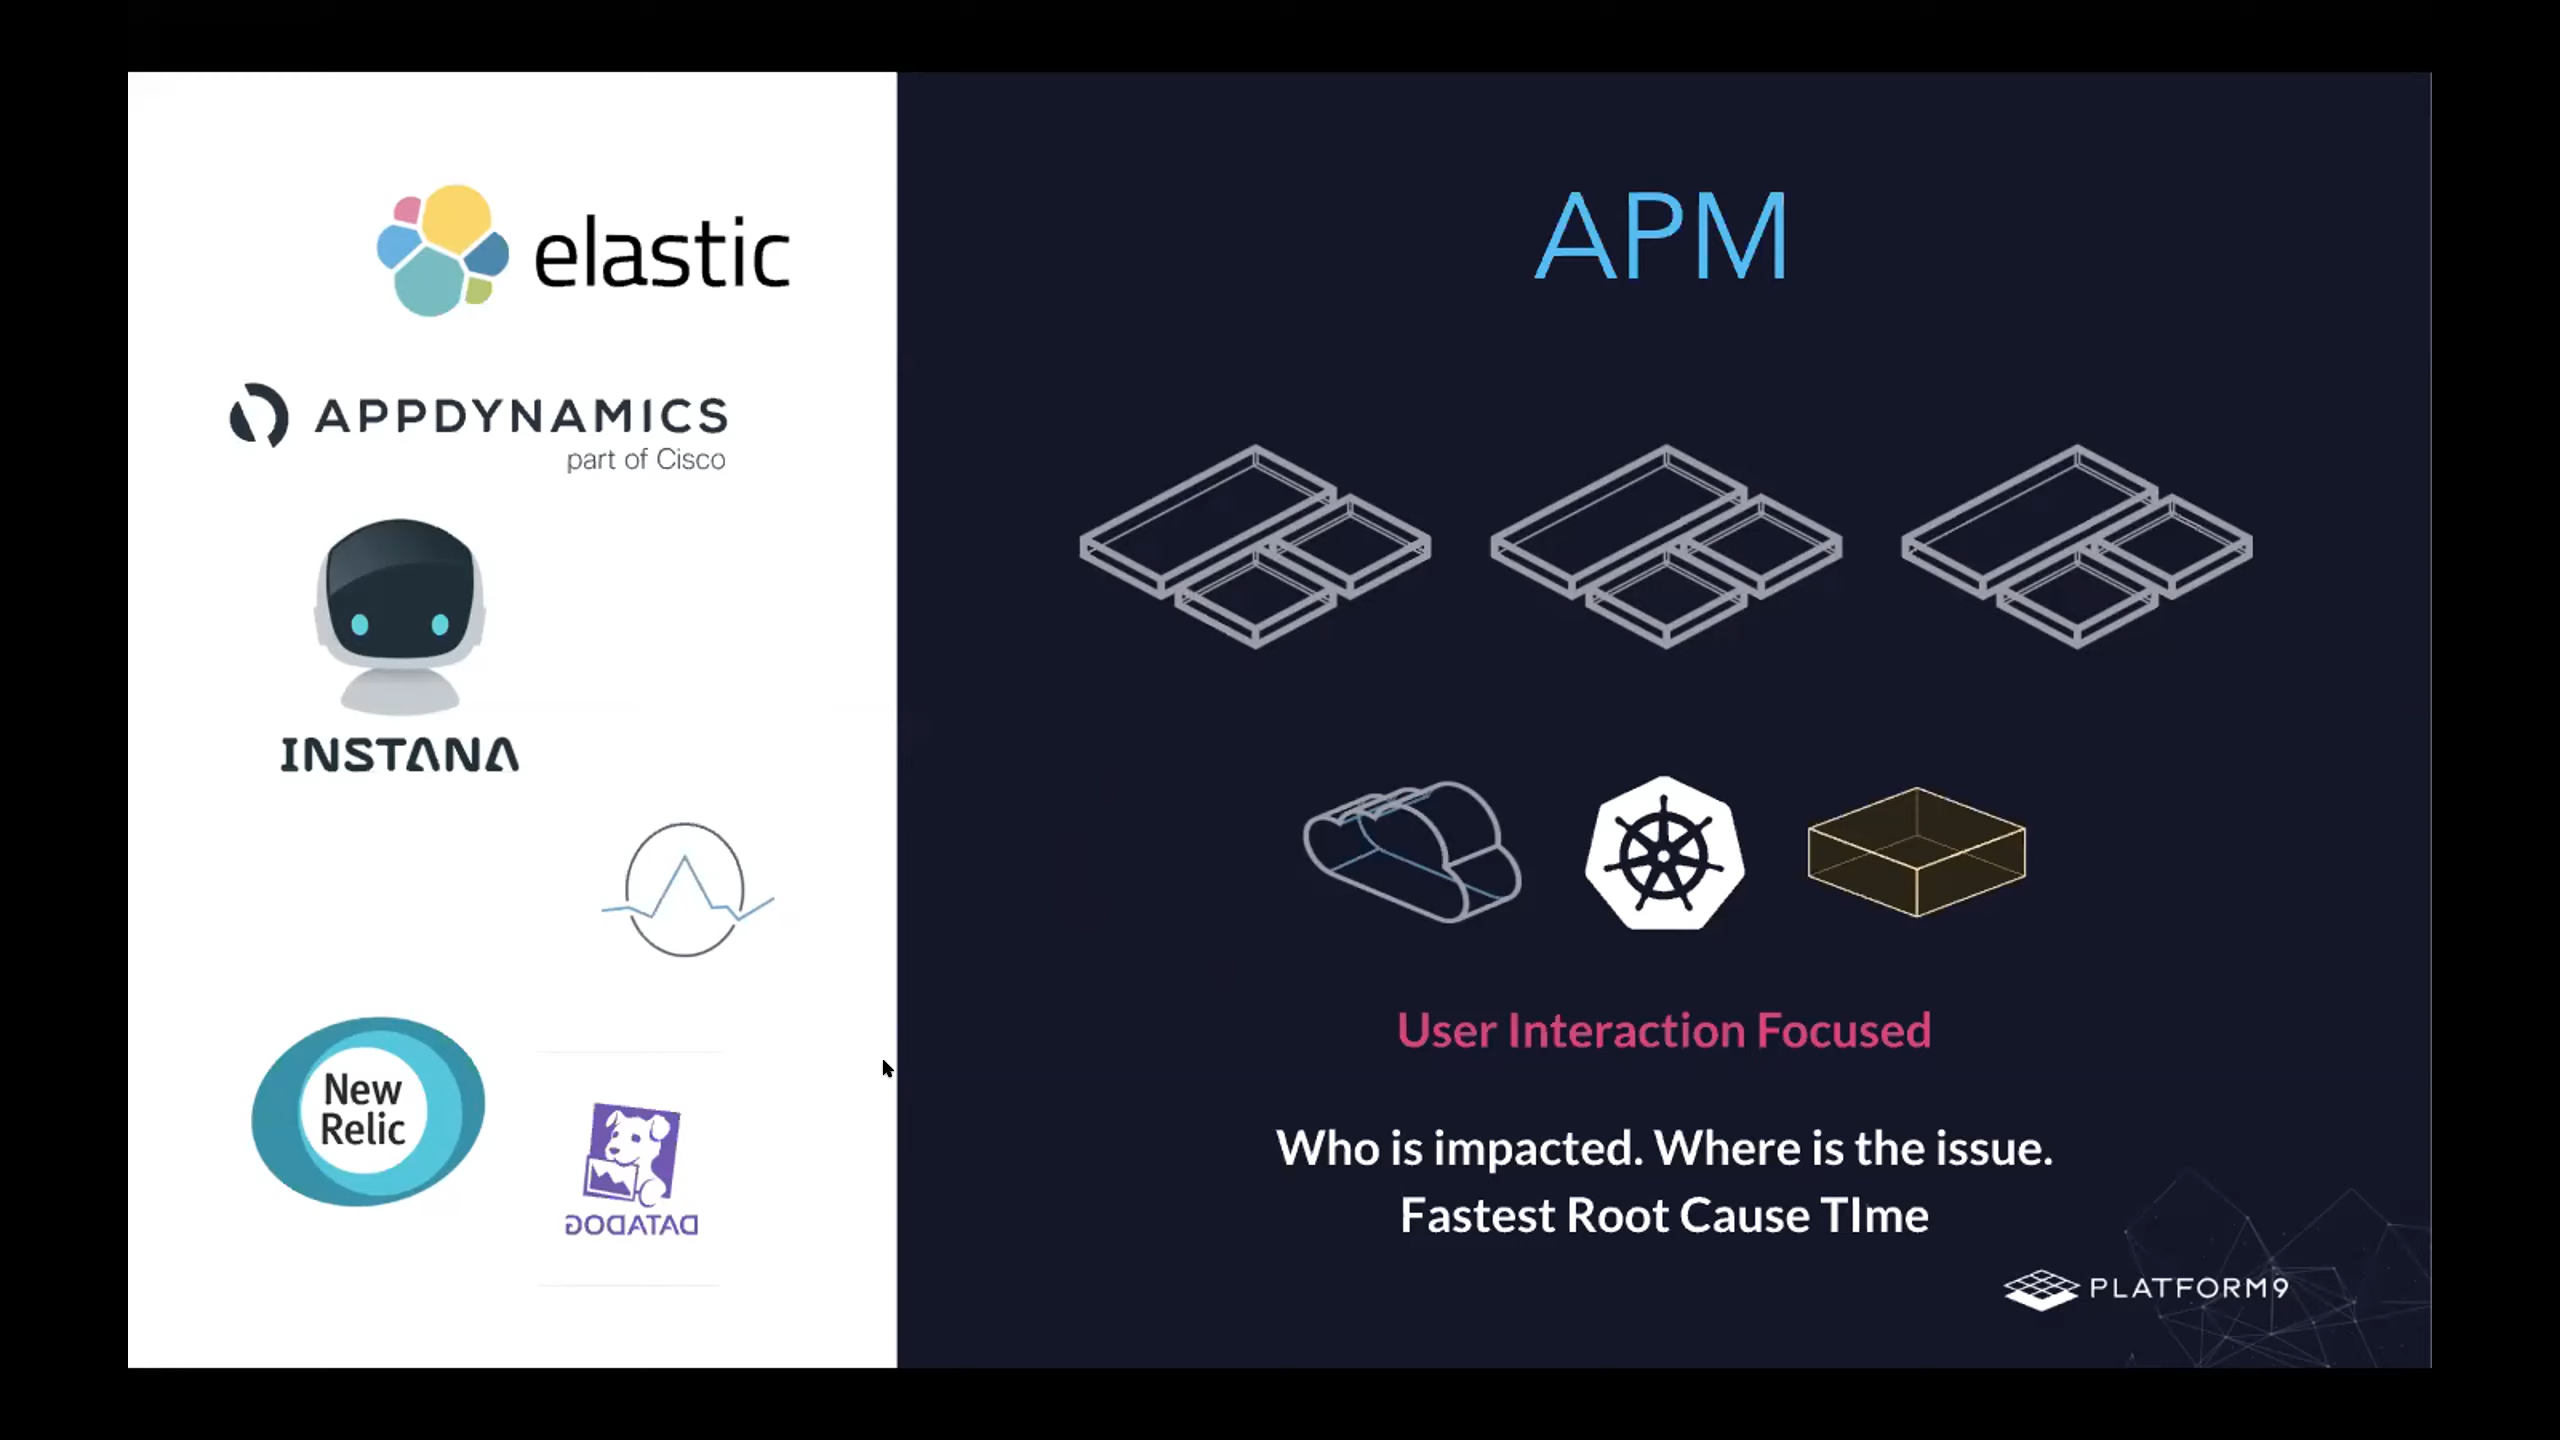 elastic
APPDYNAMICS
part of Cisco
INSTANA
New
Relic
DATADOG
APM
User Interaction Focused
Who is impacted. Where is the issue.
Fastest Root Cause TIme
PLATFORM9